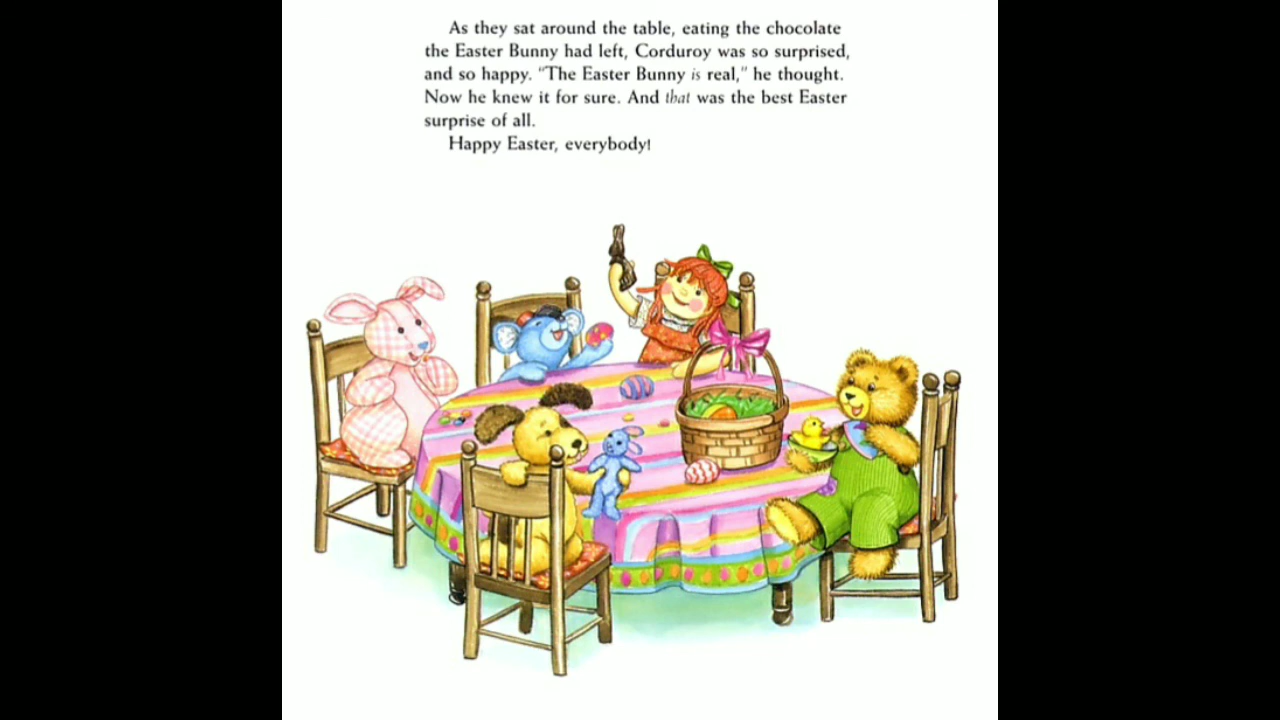 As they sat around the table, eating the chocolate
the Easter Bunny had left, Corduroy was so surprised,
and so happy. "The Easter Bunny is real," he thought.
Now he knew it for sure. And that was the best Easter
surprise of all.
Happy Easter, everybody!